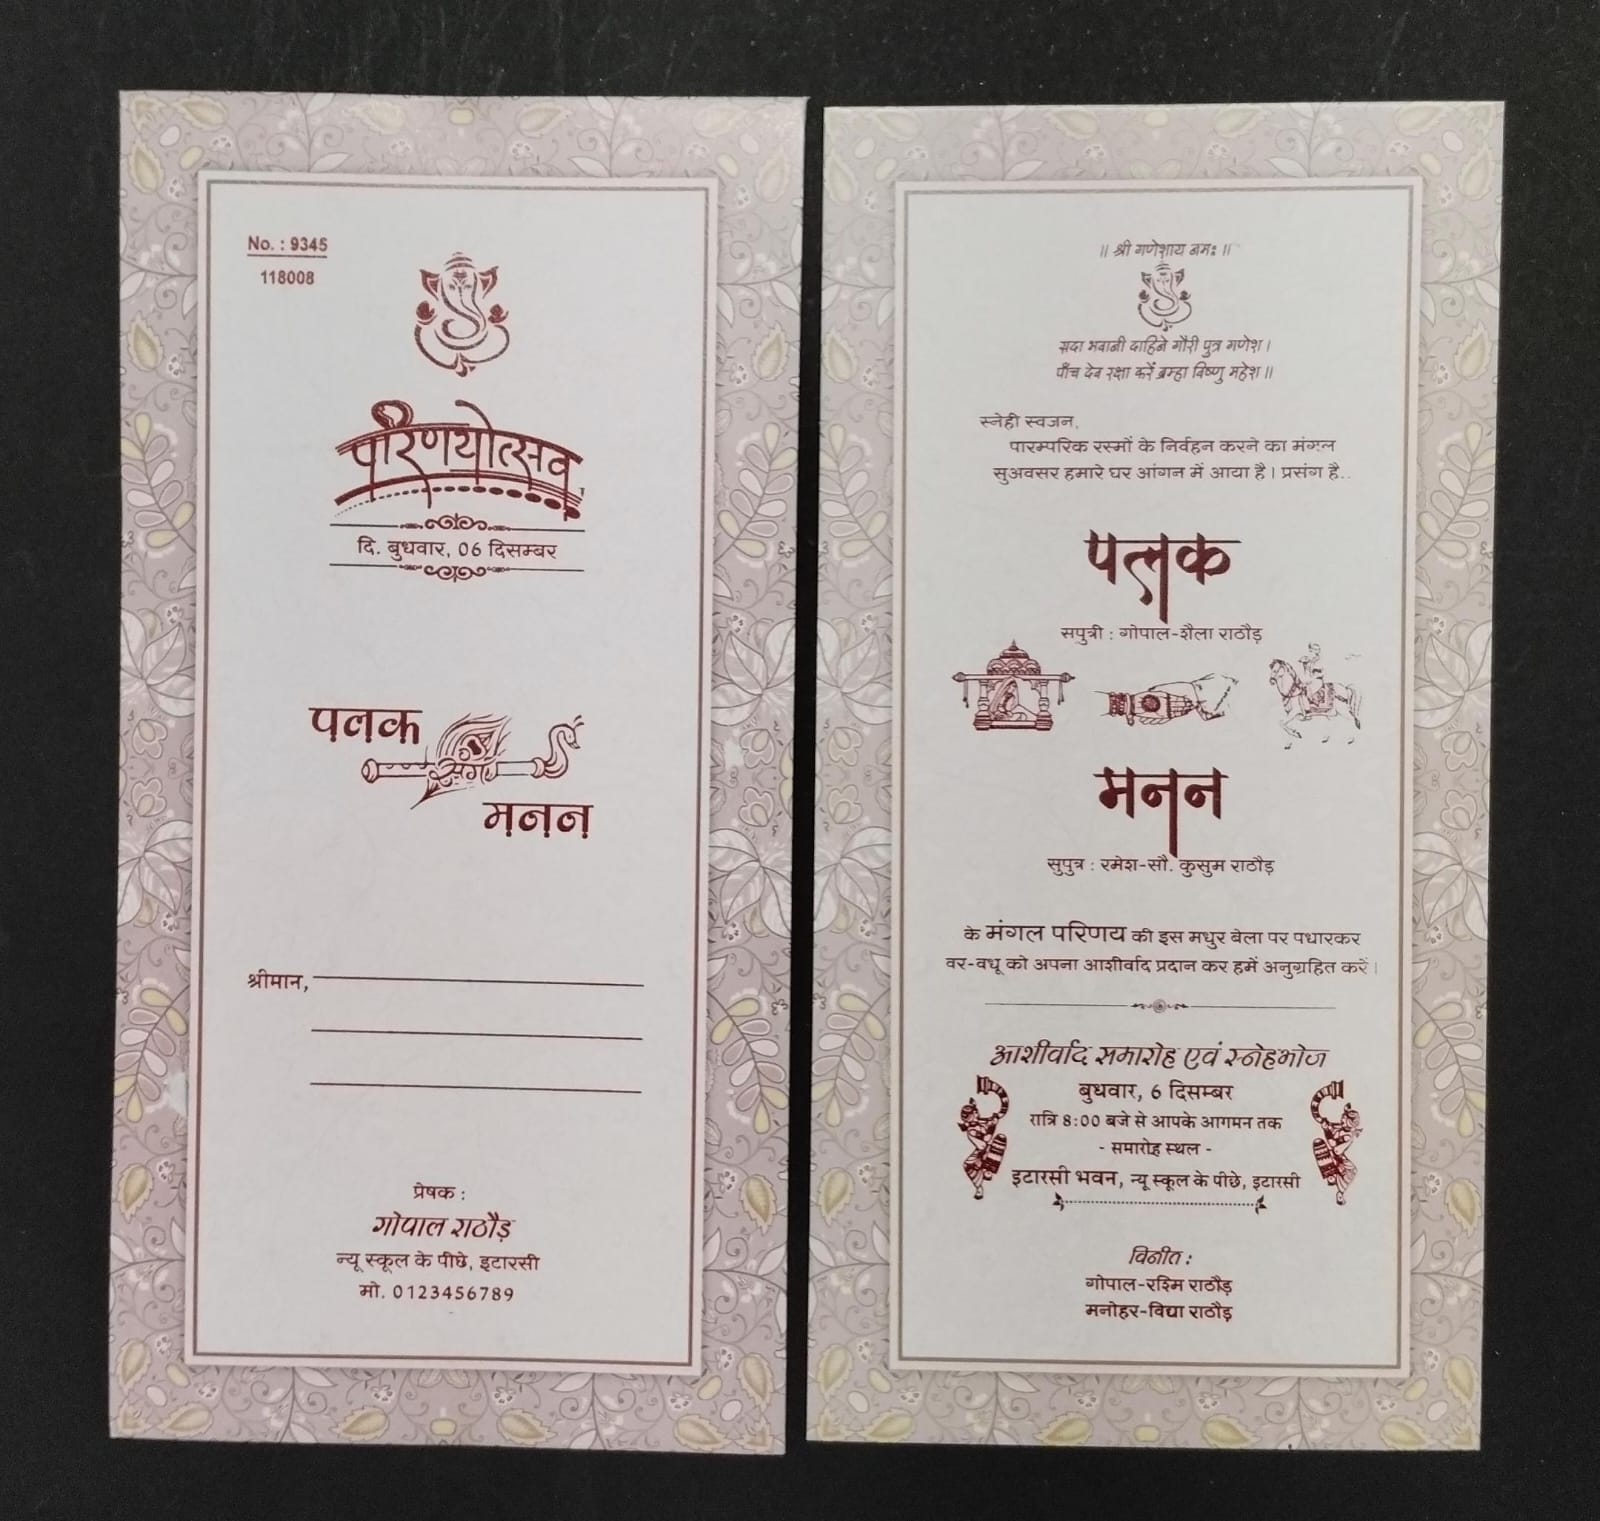 No. : 9345
118008
परिणयोत्सव
दि. बुधवार, 06 दिसम्बर
पलक
संग
मनन
श्रीमान,
प्रेषक :
गोपाल राठौड़
न्यू स्कूल के पीछे, इटारसी
मो. 0123456789
॥ श्री गणेशाय नमः ॥
सदा भवानी दाहिने गौरी पुत्र गणेश।
पाँच देव रक्षा करें ब्रम्हा विष्णु महेश॥
स्नेही स्वजन,
पारम्परिक रस्मों के निर्वहन करने का मंगल
सुअवसर हमारे घर आंगन में आया है। प्रसंग है..
पलक
सपुत्री : गोपाल-शैला राठौड़
मनन
सुपुत्र : रमेश-सौ. कुसुम राठौड़
के मंगल परिणय की इस मधुर बेला पर पधारकर
वर-वधू को अपना आशीर्वाद प्रदान कर हमें अनुग्रहित करें।
आशीर्वाद समारोह एवं स्नेहभोज
बुधवार, 6 दिसम्बर
रात्रि 8:00 बजे से आपके आगमन तक
- समारोह स्थल -
इटारसी भवन, न्यू स्कूल के पीछे, इटारसी
विनीत :
गोपाल-रश्मि राठौड़
मनोहर-विद्या राठौड़